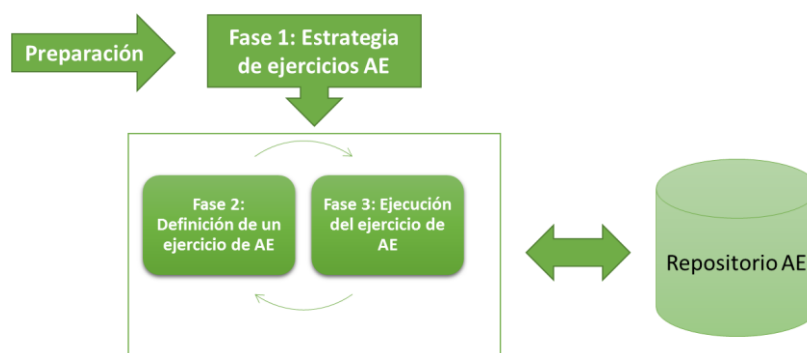 Preparación
Fase 1: Estrategia
de ejercicios AE
Fase 2:
Definición de un
ejercicio de AE
Fase 3: Ejecución
del ejercicio de
AE
Repositorio AE